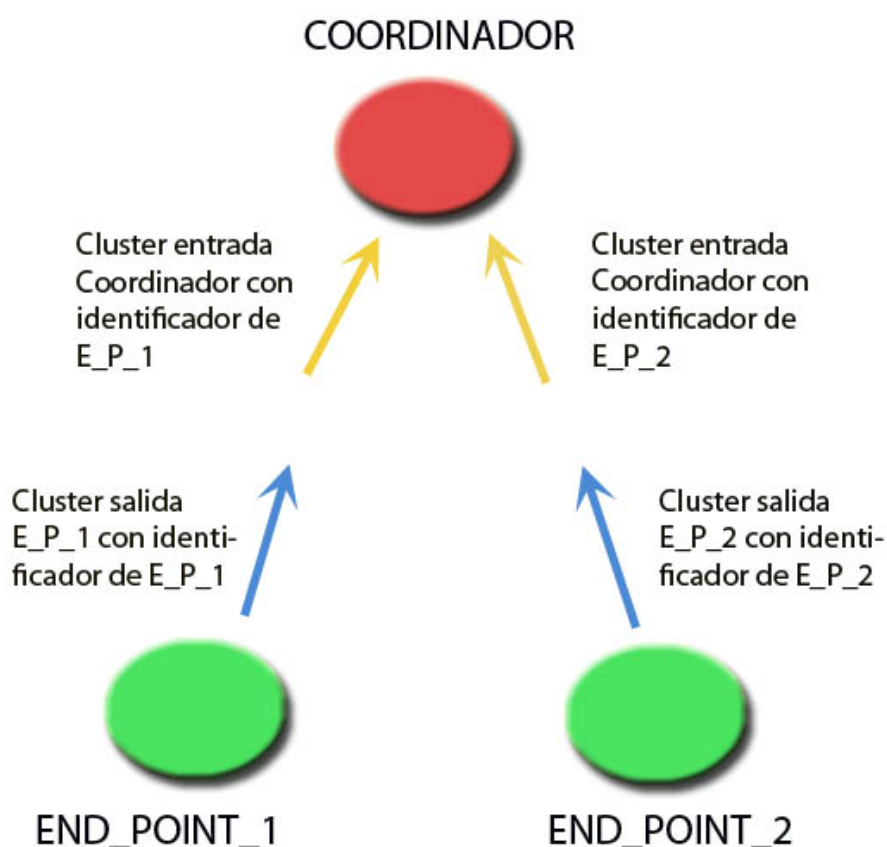 COORDINADOR
Cluster entrada
Coordinador con
identificador de
E_P_1
Cluster entrada
Coordinador con
identificador de
E_P_2
Cluster salida
E_P_1 con identi-
ficador de E_P_1
Cluster salida
E_P_2 con identi-
ficador de E_P_2
END_POINT_1
END_POINT_2